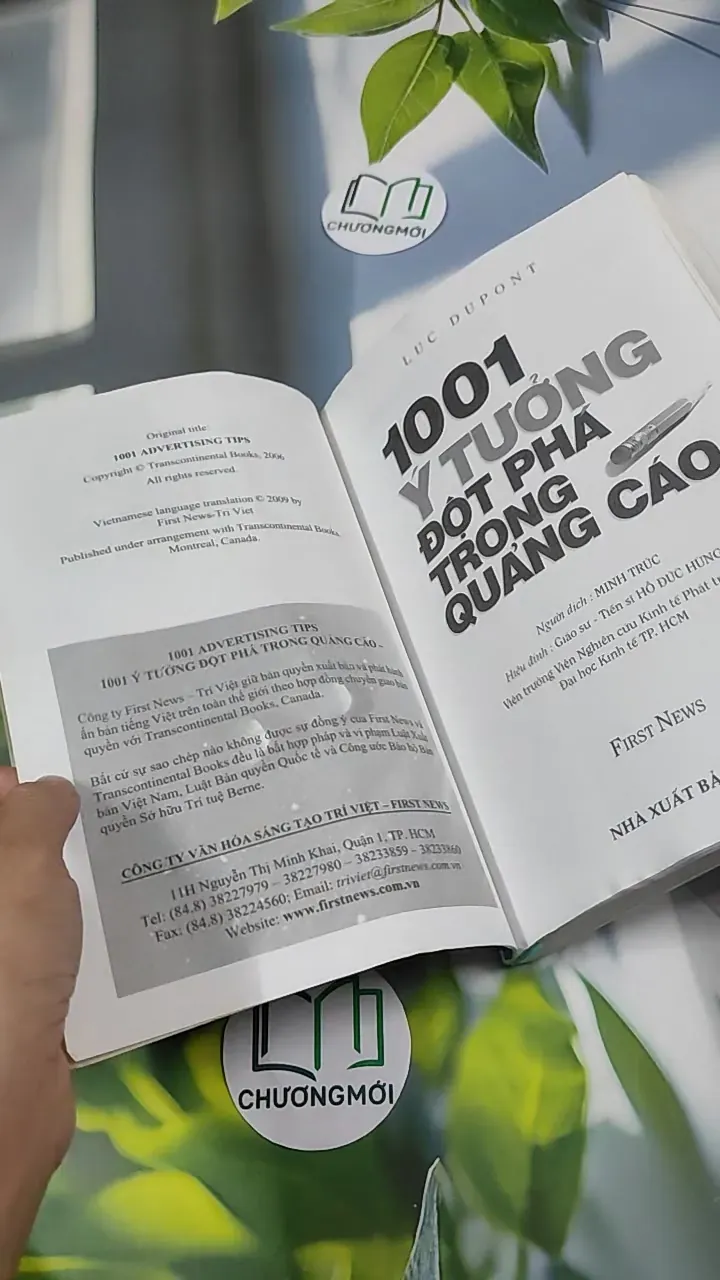 CHƯƠNGMỚI
Original title:
1001 ADVERTISING TIPS
Copyright © Transcontinental Books, 2006
All rights reserved.
Vietnamese language translation © 2009 by
First News-Tri Viet
Published under arrangement with Transcontinental Books,
Montreal, Canada.
1001 ADVERTISING TIPS
1001 Ý TƯỞNG ĐỘT PHÁ TRONG QUẢNG CÁO -
Công ty First News – Trí Việt giữ bản quyền xuất bản và phát hành
ấn bản tiếng Việt trên toàn thế giới theo hợp đồng chuyển giao bản
quyền với Transcontinental Books, Canada.
Bất cứ sự sao chép nào không được sự đồng ý của First News và
Transcontinental Books đều là bất hợp pháp và vi phạm Luật Xuất
bản Việt Nam, Luật Bản quyền Quốc tế và Công ước Bảo hộ Bản
quyền Sở hữu Trí tuệ Berne.
CÔNG TY VĂN HÓA SÁNG TẠO TRÍ VIỆT – FIRST NEWS
11H Nguyễn Thị Minh Khai, Quận 1, TP. HCM
Tel: (84.8) 38227979 – 38227980 – 38233859 – 38233860
Fax: (84.8) 38224560; Email: triviet@firstnews.com.vn
Website: www.firstnews.com.vn
LUC DUPONT
1001
Ý TƯỞNG
ĐỘT PHÁ
TRONG
QUẢNG CÁO
Người dịch : MINH TRÚC
Hiệu đính : Giáo sư - Tiến sĩ HỒ ĐỨC HÙNG
Viện trưởng Viện Nghiên cứu Kinh tế Phát
Đại học Kinh tế TP. HCM
FIRST NEWS
NHÀ XUẤT
CHƯƠNGMỚI